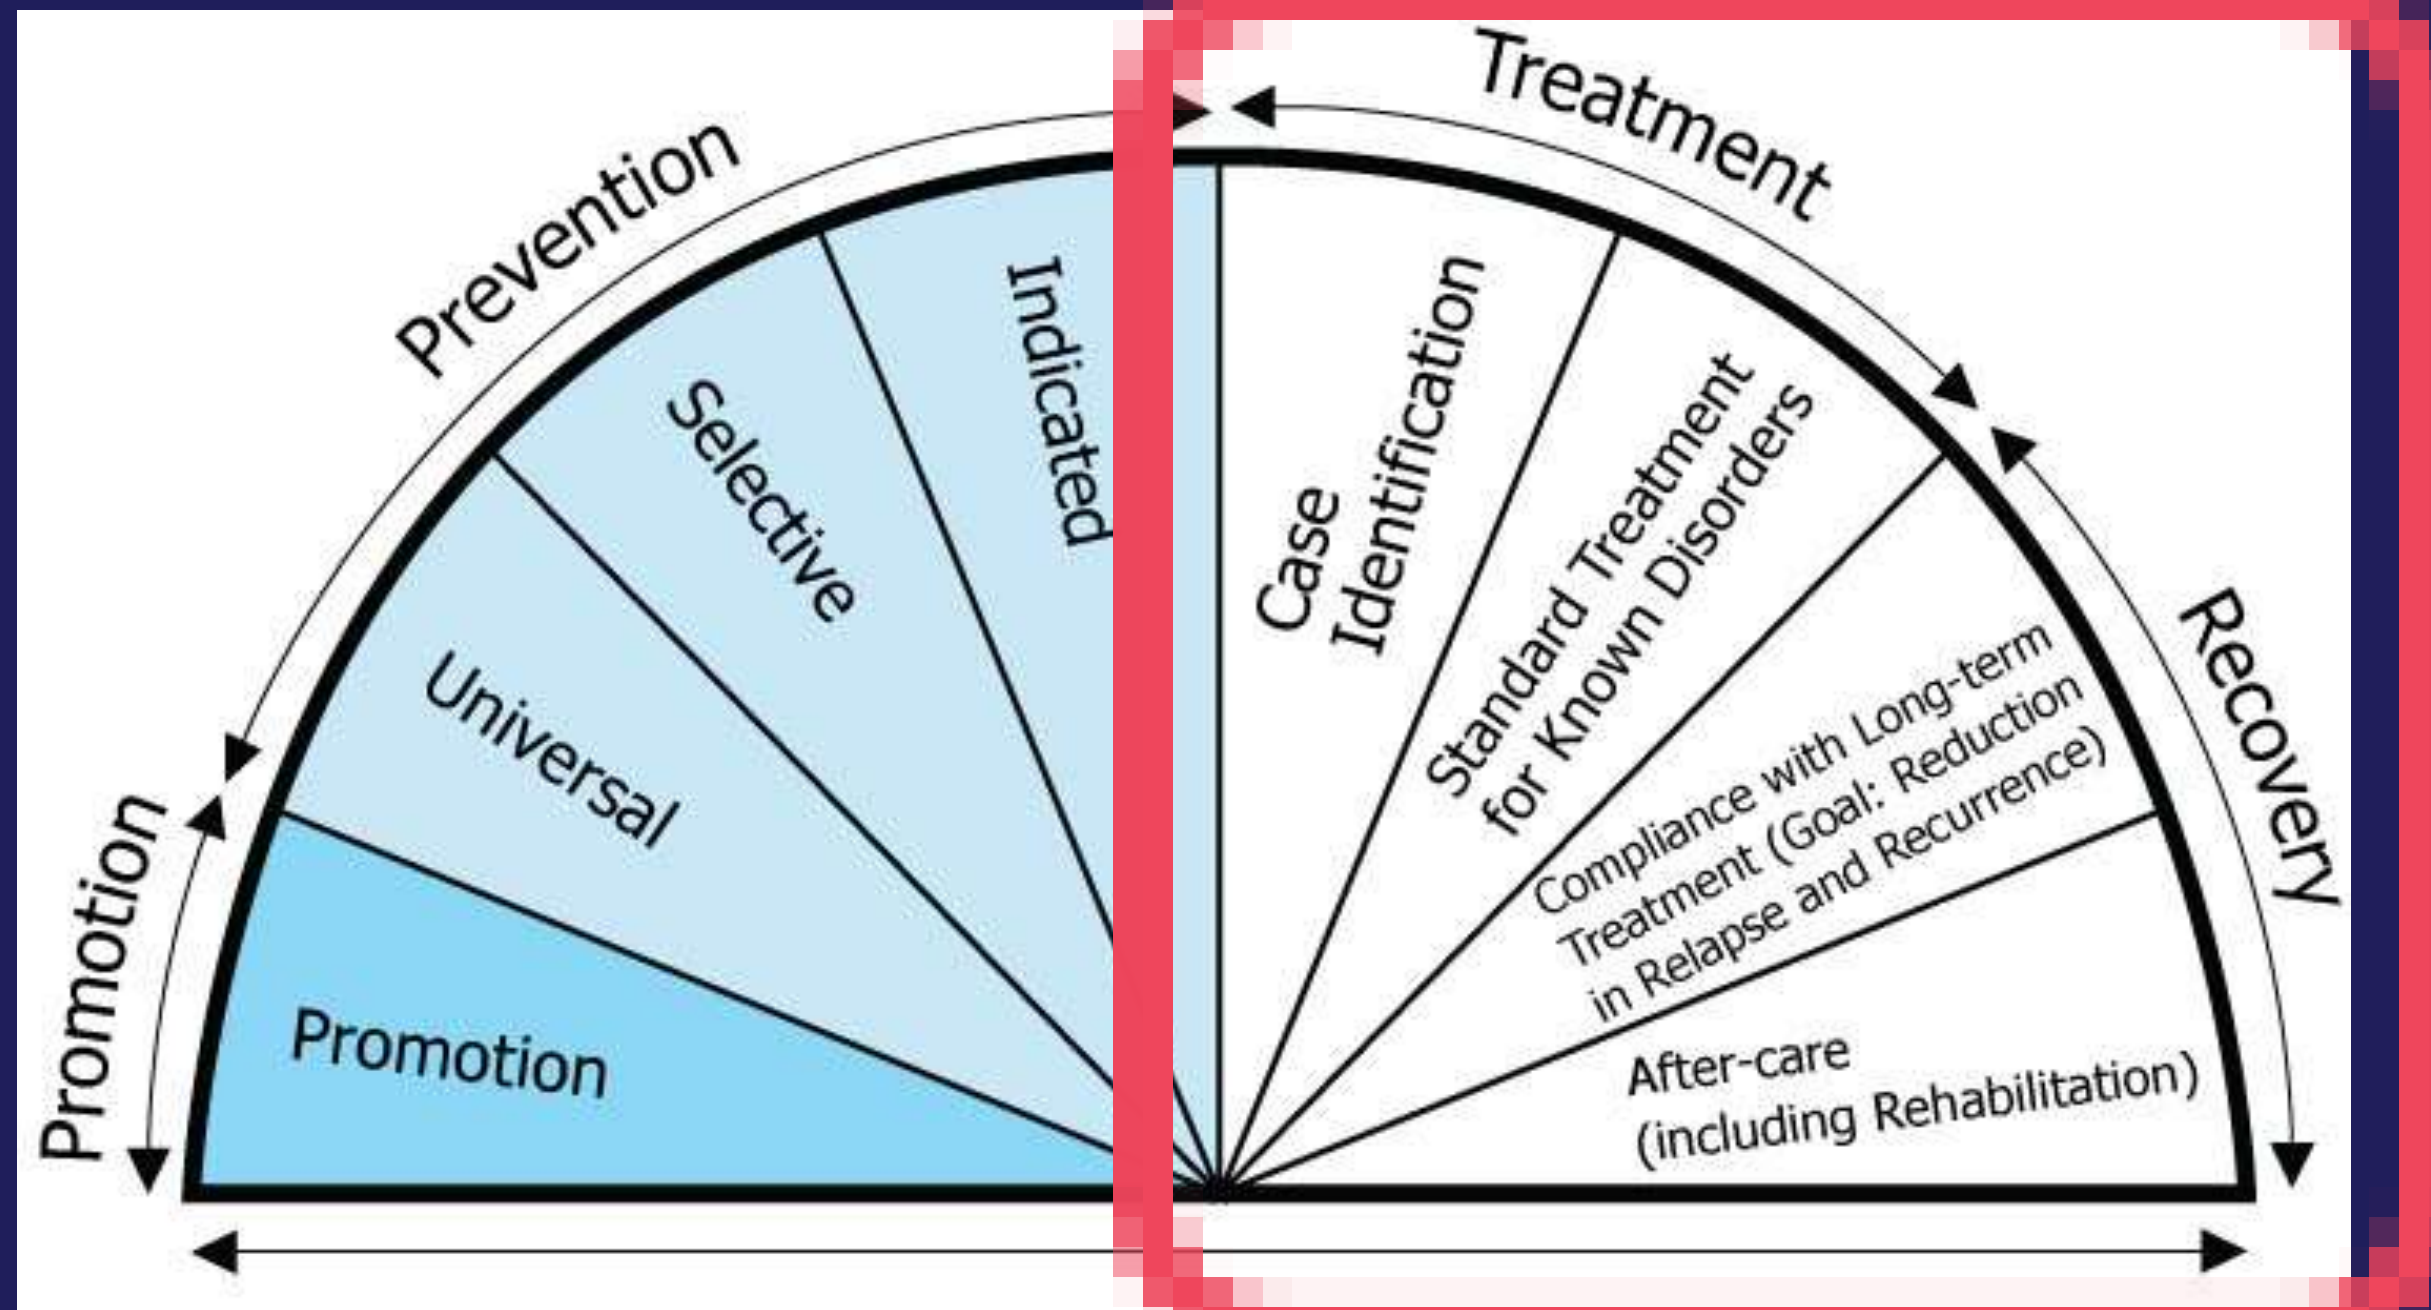 Promotion
Prevention
Treatment
Recovery
Promotion
Universal
Selective
Indicated
Case
Identification
Standard Treatment
for Known Disorders
Compliance with Long-term
Treatment (Goal: Reduction
in Relapse and Recurrence)
After-care
(including Rehabilitation)